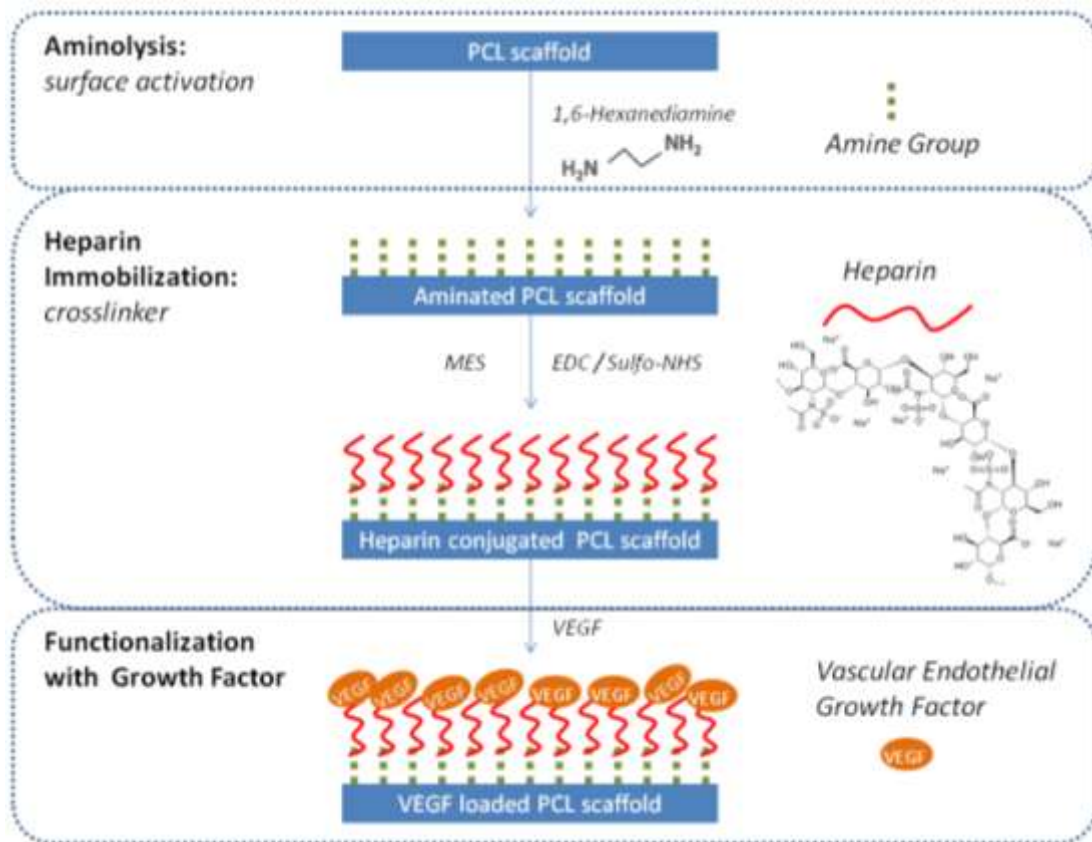 Aminolysis:
surface activation
PCL scaffold
1,6-Hexanediamine
H₂N
NH₂
Amine Group
Heparin
Immobilization:
crosslinker
Aminated PCL scaffold
MES
EDC / Sulfo-NHS
Heparin conjugated PCL scaffold
Heparin
Functionalization
with Growth Factor
VEGF
VEGF
VEGF
VEGF
VEGF
VEGF
VEGF
VEGF
VEGF
VEGF loaded PCL scaffold
Vascular Endothelial
Growth Factor
VEGF